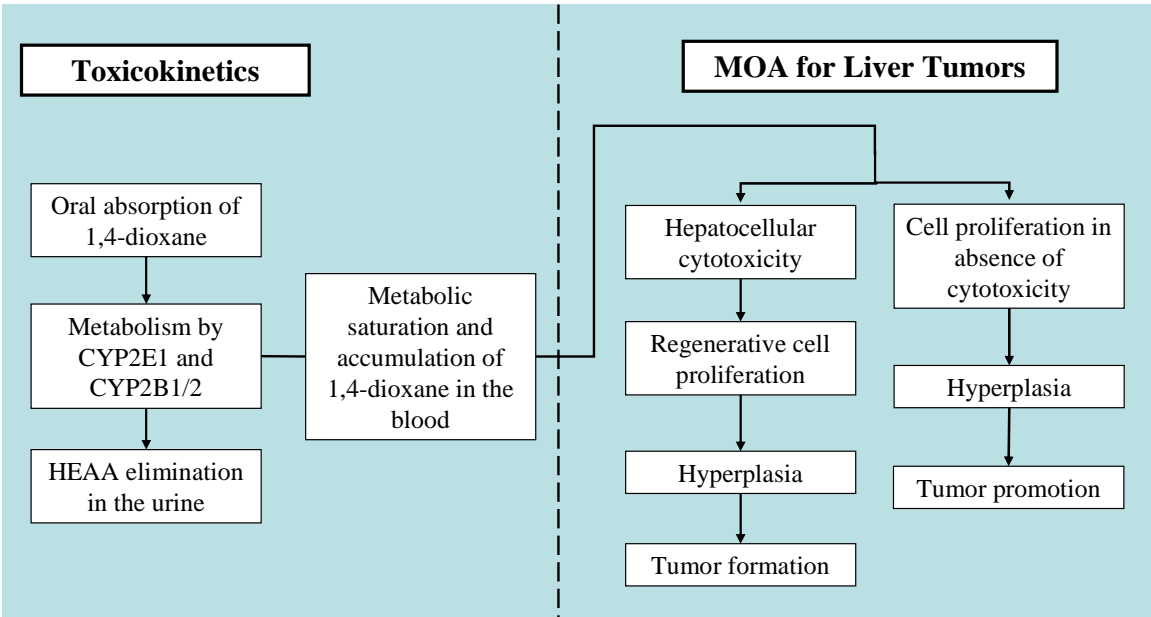 Toxicokinetics
Oral absorption of
1,4-dioxane
Metabolism by
CYP2E1 and
CYP2B1/2
HEAA elimination
in the urine
Metabolic
saturation and
accumulation of
1,4-dioxane in the
blood
MOA for Liver Tumors
Hepatocellular
cytotoxicity
Regenerative cell
proliferation
Hyperplasia
Tumor formation
Cell proliferation in
absence of
cytotoxicity
Hyperplasia
Tumor promotion